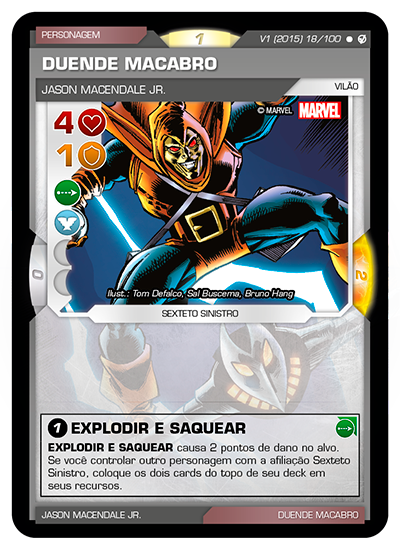 PERSONAGEM
1
V1 (2015) 18/100
DUENDE MACABRO
JASON MACENDALE JR.
VILÃO
4
© MARVEL MARVEL
1
0
2
Ilust.: Tom Defalco, Sal Buscema, Bruno Hang
SEXTETO SINISTRO
1 EXPLODIR E SAQUEAR
EXPLODIR E SAQUEAR causa 2 pontos de dano no alvo.
Se você controlar outro personagem com a afiliação Sexteto
Sinistro, coloque os dois cards do topo de seu deck em
seus recursos.
JASON MACENDALE JR.
DUENDE MACABRO